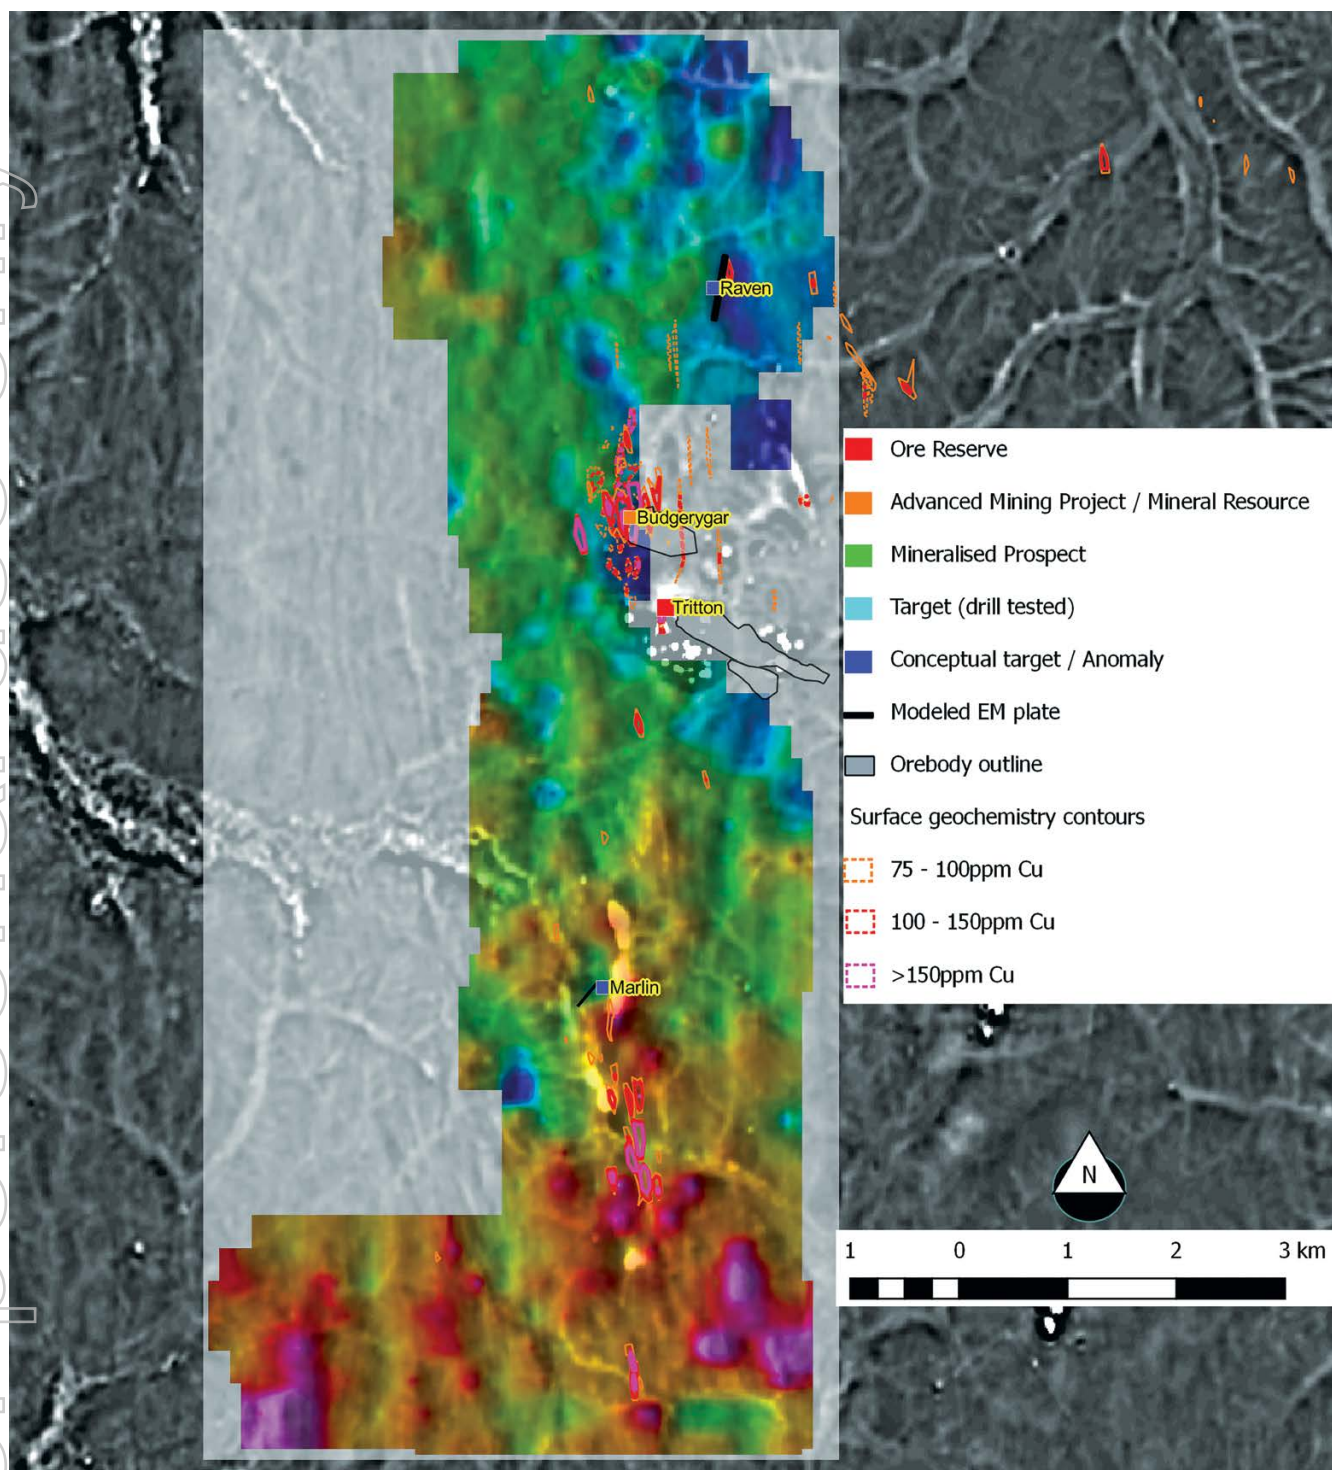 Raven
Budgerygar
Tritton
Marlin
Ore Reserve
Advanced Mining Project / Mineral Resource
Mineralised Prospect
Target (drill tested)
Conceptual target / Anomaly
Modeled EM plate
Orebody outline
Surface geochemistry contours
75 - 100ppm Cu
100 - 150ppm Cu
>150ppm Cu
N
1 0 1 2 3 km